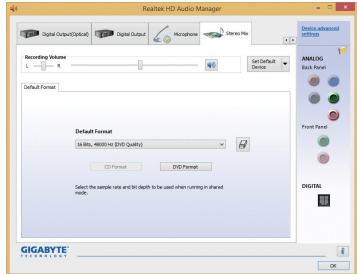 Realtek HD Audio Manager
Digital Output(Optical)
Digital Output
Microphone
Stereo Mix
Device advanced
settings
Recording Volume
L
R
Set Default
Device
ANALOG
Back Panel
Default Format
Default Format
16 Bits, 48000 Hz (DVD Quality)
CD Format
DVD Format
Select the sample rate and bit depth to be used when running in shared
mode.
Front Panel
DIGITAL
GIGABYTE
TECHNOLOGY
i
OK